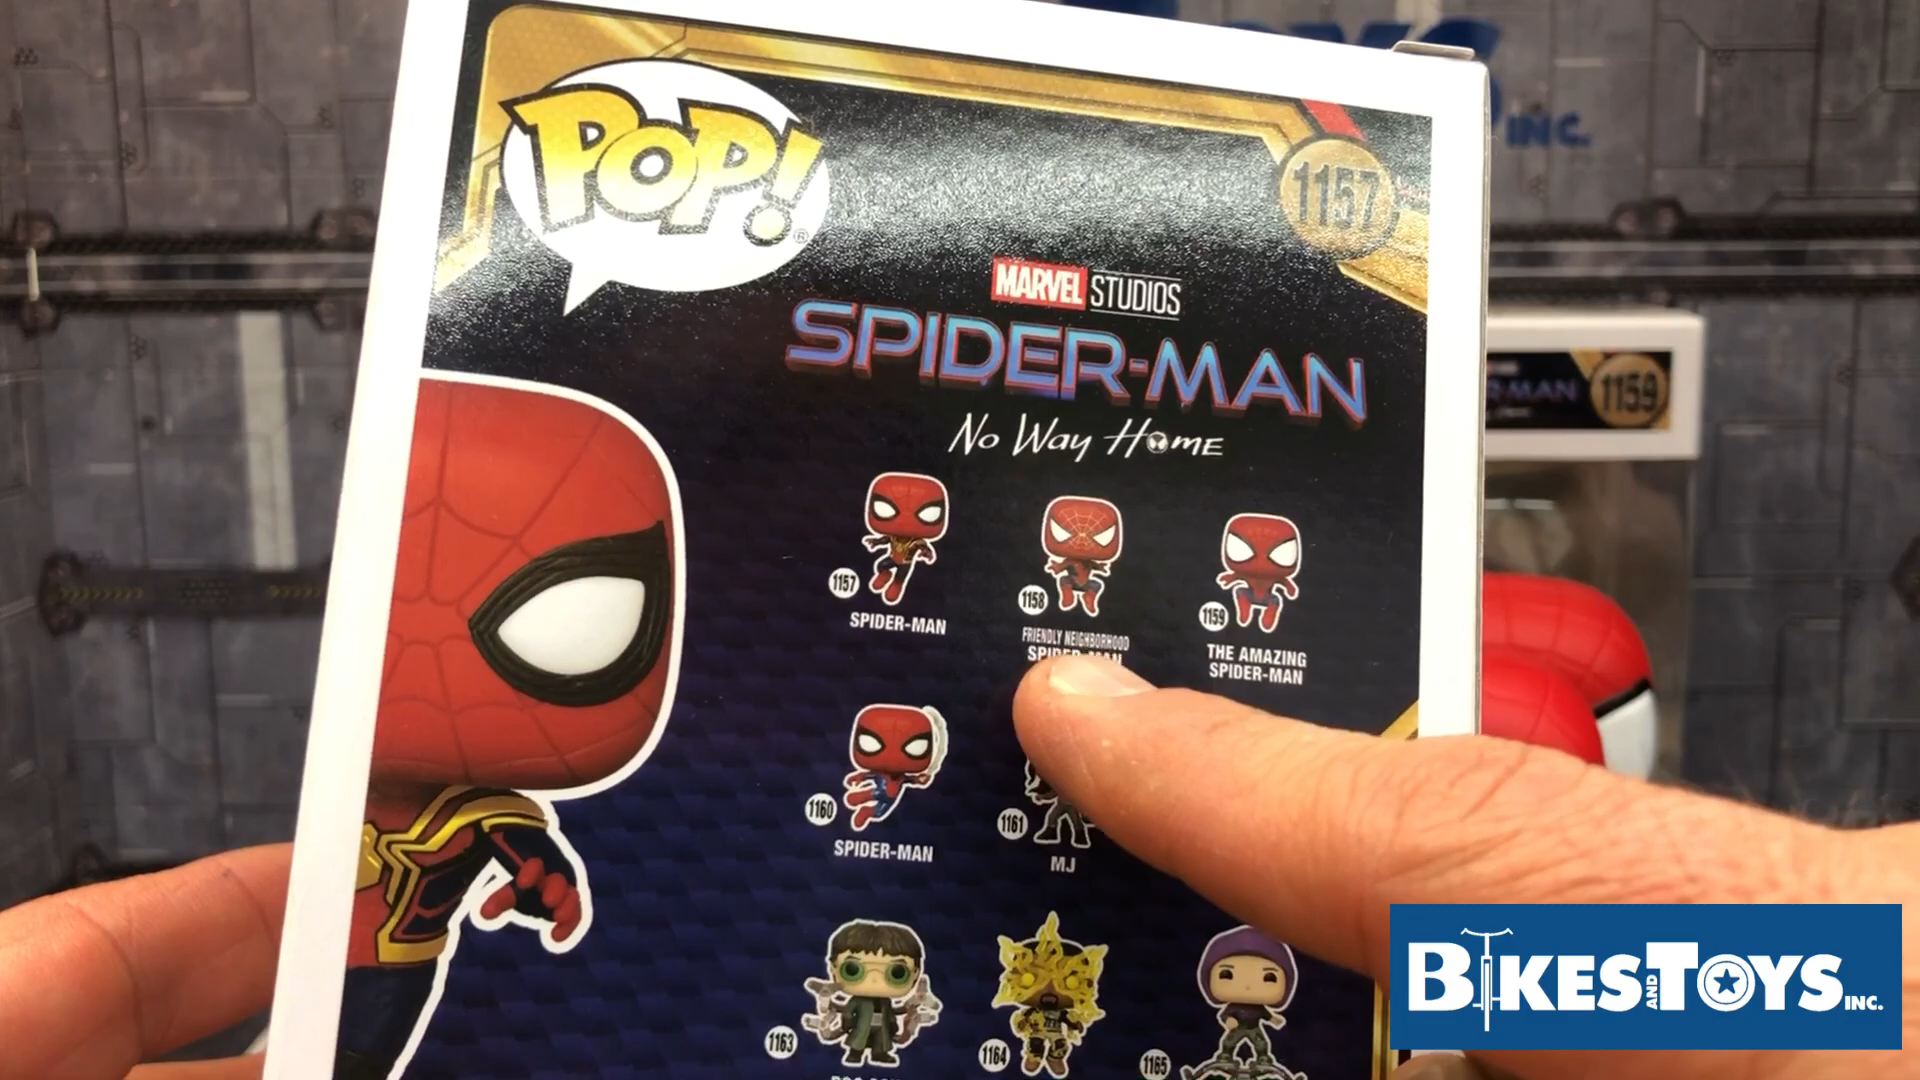 POP!
®
1157
INC.
MARVEL STUDIOS
SPIDER-MAN
No Way Home
MAN
1159
1157
SPIDER-MAN
1158
FRIENDLY NEIGHBORHOOD
SPIDER-MAN
1159
THE AMAZING
SPIDER-MAN
1160
SPIDER-MAN
1161
MJ
1163
1164
1165
BIKES AND TOYS INC.